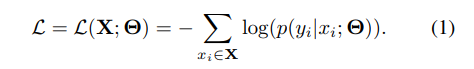 ℒ = ℒ(𝐗; 𝚯) = − ∑_{x_i∈𝐗} log(p(y_i|x_i; 𝚯)). (1)